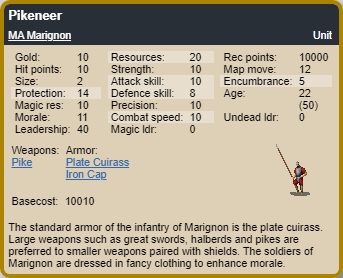 Pikeneer
MA Marignon Unit
Gold: 10 Resources: 20 Rec points: 10000
Hit points: 10 Strength: 10 Map move: 12
Size: 2 Attack skill: 10 Encumbrance: 5
Protection: 14 Defence skill: 8 Age: 22
Magic res: 10 Precision: 10 (50)
Morale: 11 Combat speed: 10 Undead ldr: 0
Leadership: 40 Magic ldr: 0
Weapons: Armor:
Pike Plate Cuirass
Iron Cap
Basecost: 10010
The standard armor of the infantry of Marignon is the plate cuirass.
Large weapons such as great swords, halberds and pikes are
preferred to smaller weapons paired with shields. The soldiers of
Marignon are dressed in fancy clothing to enhance morale.